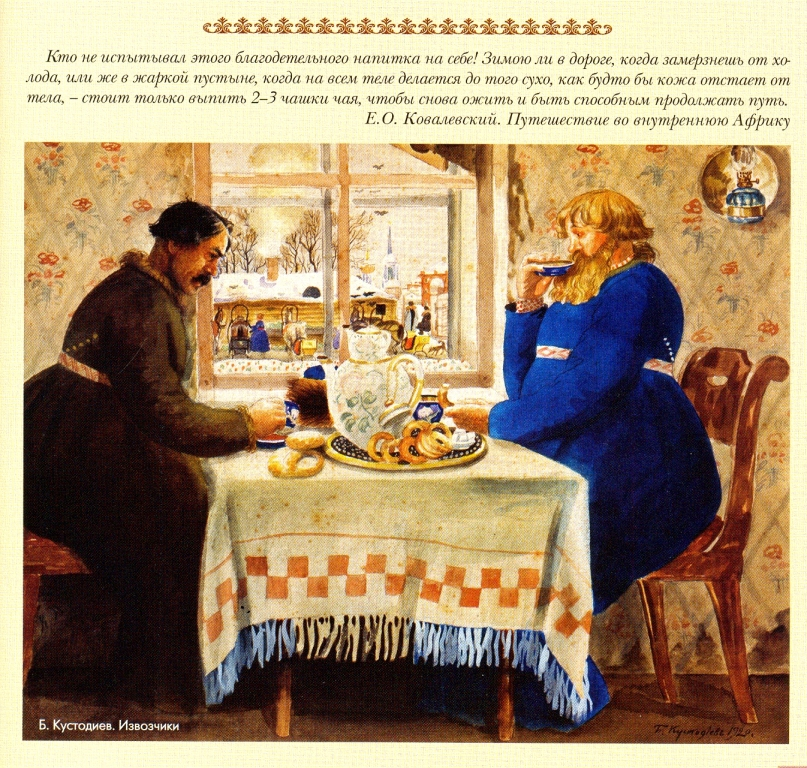 Кто не испытывал этого благодетельного напитка на себе! Зимою ли в дороге, когда замерзнешь от хо-
лода, или же в жаркой пустыне, когда на всем теле делается до того сухо, как будто бы кожа отстает от
тела, – стоит только выпить 2–3 чашки чая, чтобы снова ожить и быть способным продолжать путь.
Е.О. Ковалевский. Путешествие во внутреннюю Африку
Б. Кустодиев. Извозчики
Б. Кустодиевъ